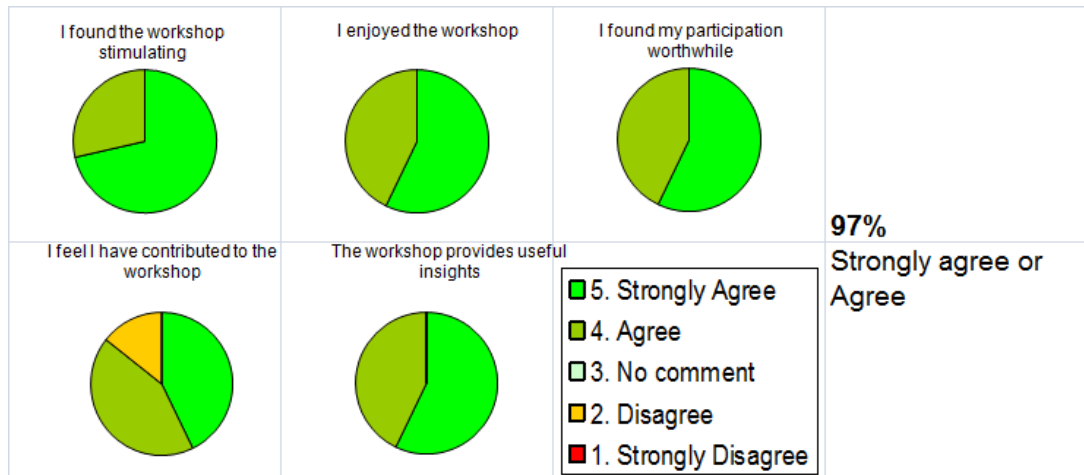 I found the workshop
stimulating
I enjoyed the workshop
I found my participation
worthwhile
97%
I feel I have contributed to the
workshop
The workshop provides useful
insights
5. Strongly Agree
4. Agree
3. No comment
2. Disagree
1. Strongly Disagree
Strongly agree or
Agree